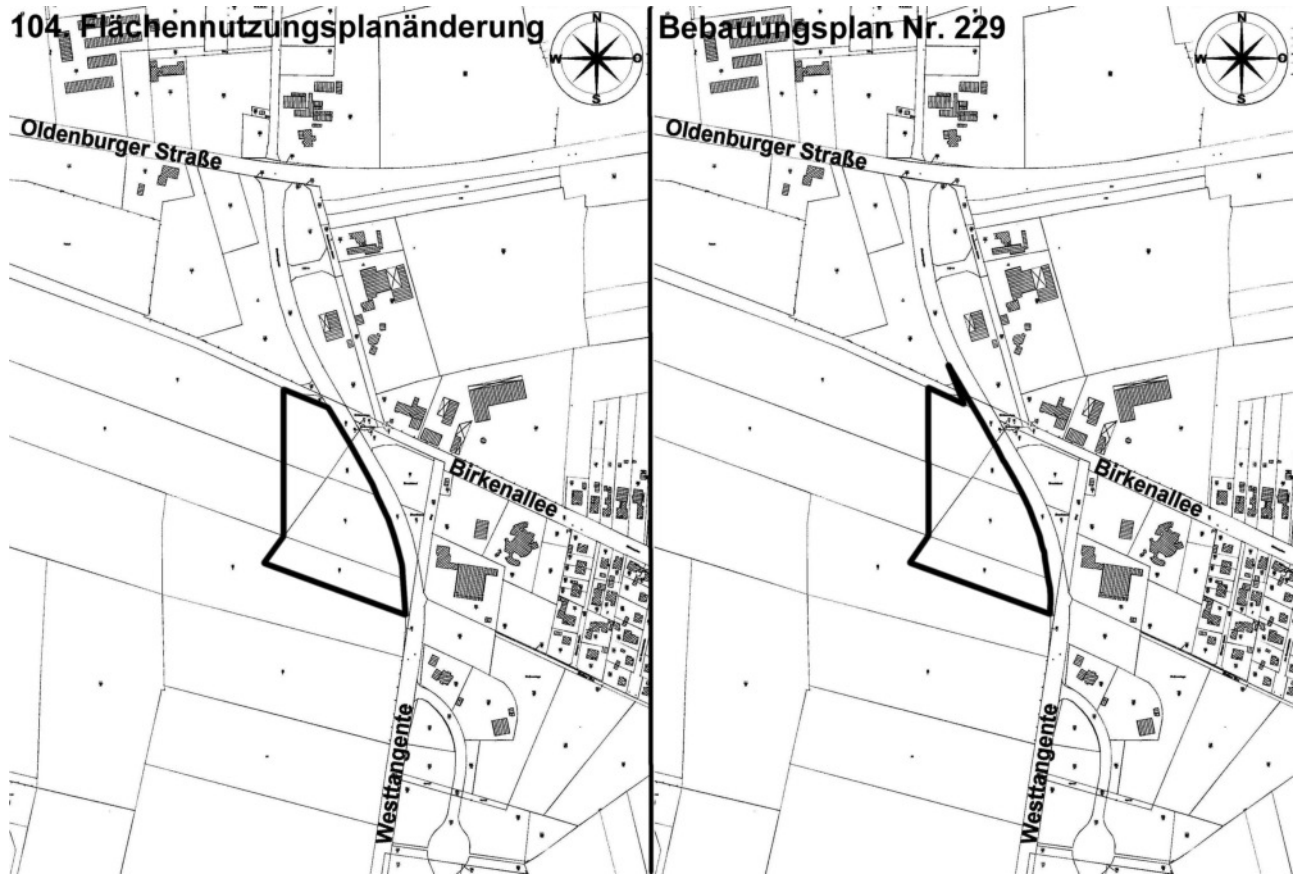 104. Flächennutzungsplanänderung
N
W
O
S
Oldenburger Straße
Birkenallee
Westtangente
Bebauungsplan Nr. 229
N
W
O
S
Oldenburger Straße
Birkenallee
Westtangente